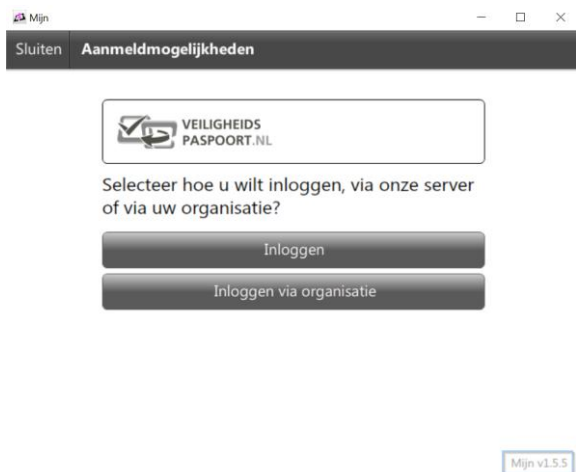 Mijn
Sluiten Aanmeldmogelijkheden
VEILIGHEIDS
PASPOORT.NL
Selecteer hoe u wilt inloggen, via onze server
of via uw organisatie?
Inloggen
Inloggen via organisatie
Mijn v1.5.5